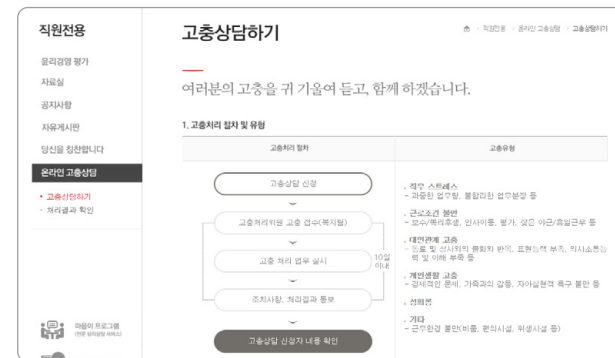 직원전용
윤리경영 평가
자료실
공지사항
자유게시판
당신을 칭찬합니다
온라인 고충상담
• 고충상담하기
· 처리결과 확인
마음이 프로그램
(전문 심리상담 서비스)
고충상담하기
직원전용 > 온라인 고충상담 > 고충상담하기
여러분의 고충을 귀 기울여 듣고, 함께 하겠습니다.
1. 고충처리 절차 및 유형
고충처리 절차
고충유형
고충상담 신청
고충처리위원 고충 접수(복지팀)
고충 처리 업무 실시
10일
이내
조치사항, 처리결과 통보
고충상담 신청자 내용 확인
. 직무 스트레스
- 과중한 업무량, 불합리한 업무분장 등
. 근로조건 불만
- 보수/복리후생, 인사이동, 평가, 잦은 야근/휴일근무 등
. 대인관계 고충
- 동료 및 상사와의 불화와 반목, 표현능력 부족, 의사소통능
력 및 이해 부족 등
. 개인생활 고충
- 경제적인 문제, 가족과의 갈등, 자아실현적 욕구 불만 등
. 성희롱
. 기타
- 근무환경 불만(비품, 편의시설, 위생시설 등)